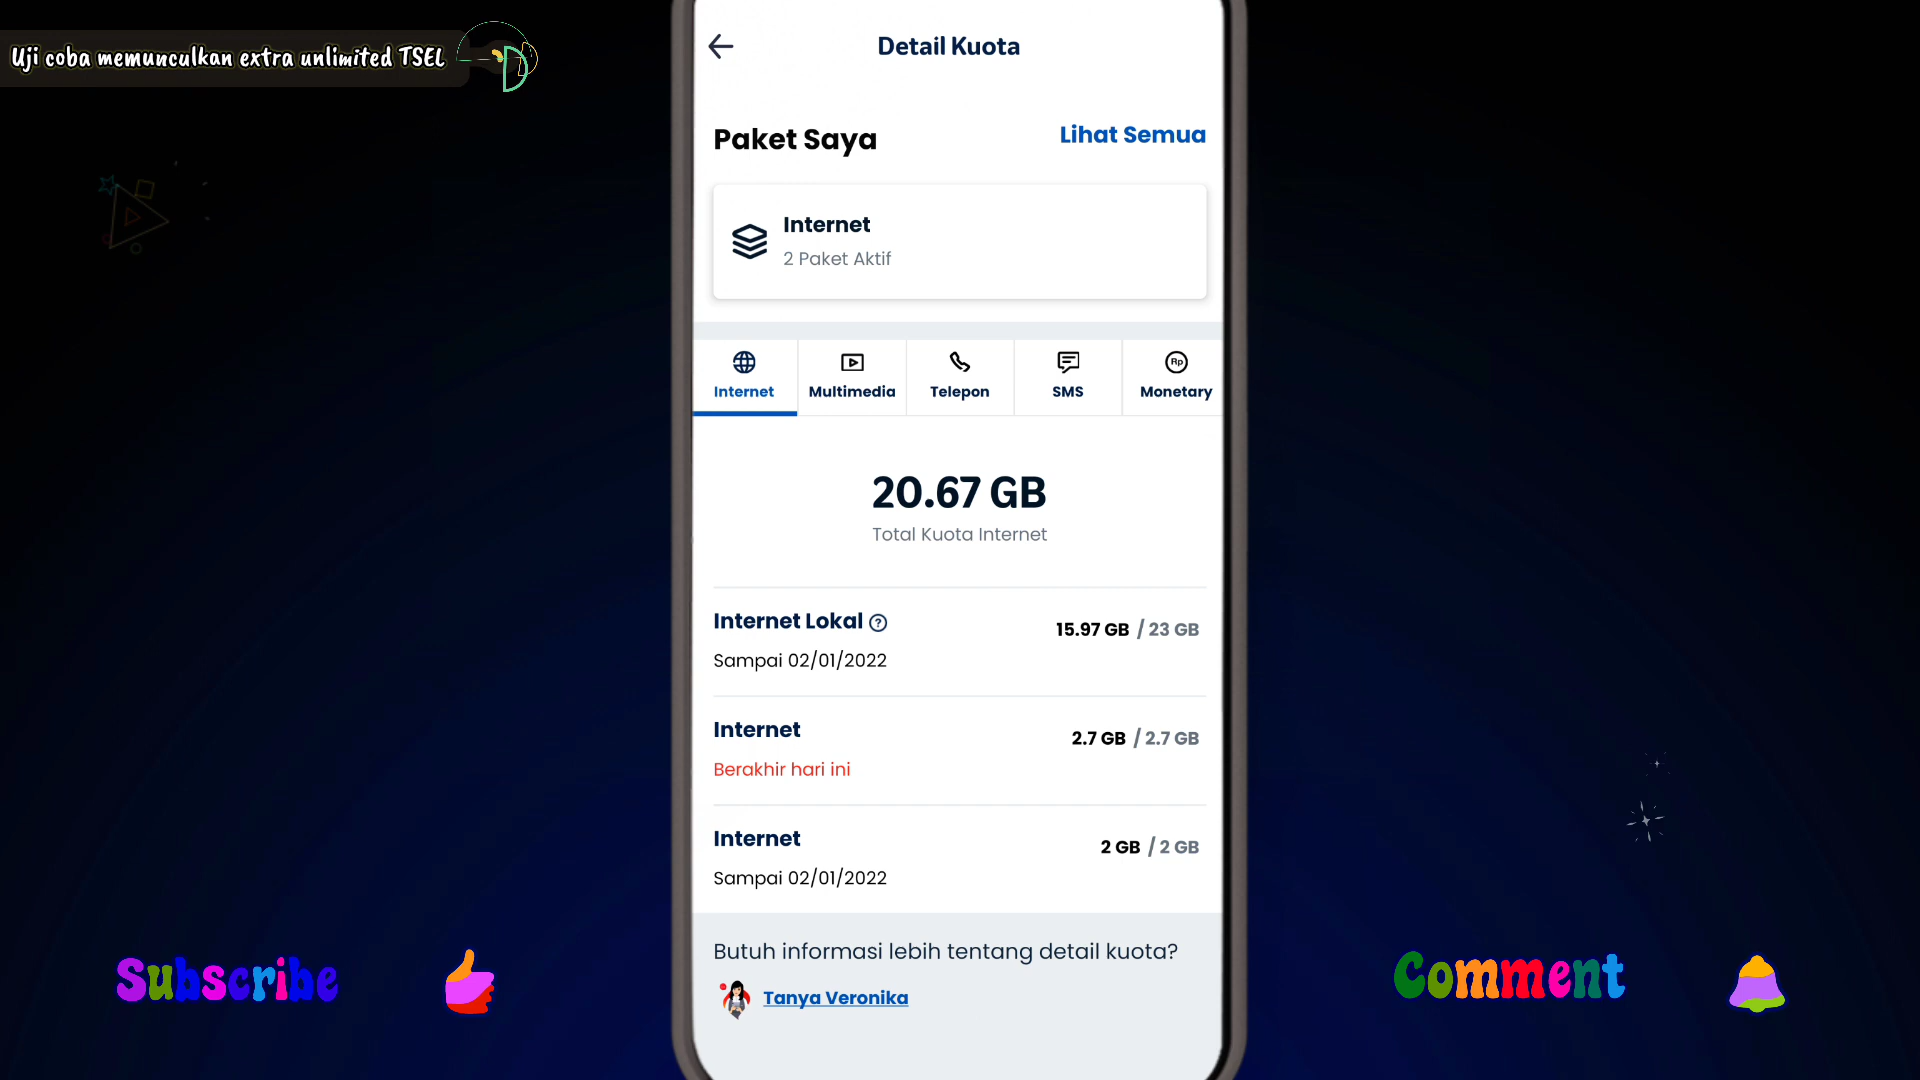 Uji coba memunculkan extra unlimited TSEL
Detail Kuota
Paket Saya
Lihat Semua
Internet
2 Paket Aktif
Internet
Multimedia
Telepon
Rp
SMS
Monetary
20.67 GB
Total Kuota Internet
Internet Lokal ?
15.97 GB / 23 GB
Sampai 02/01/2022
Internet
2.7 GB / 2.7 GB
Berakhir hari ini
Internet
2 GB / 2 GB
Sampai 02/01/2022
Butuh informasi lebih tentang detail kuota?
Tanya Veronika
Subscribe
Comment